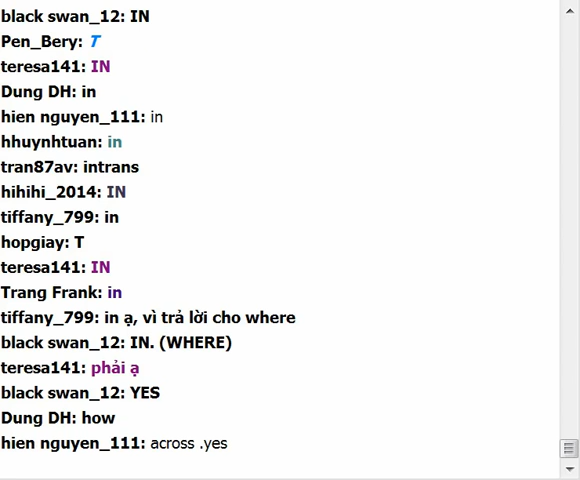 black swan_12: IN
Pen_Bery: T
teresa141: IN
Dung DH: in
hien nguyen_111: in
hhuynhtuan: in
tran87av: intrans
hihihi_2014: IN
tiffany_799: in
hopgiay: T
teresa141: IN
Trang Frank: in
tiffany_799: in ạ, vì trả lời cho where
black swan_12: IN. (WHERE)
teresa141: phải ạ
black swan_12: YES
Dung DH: how
hien nguyen_111: across .yes